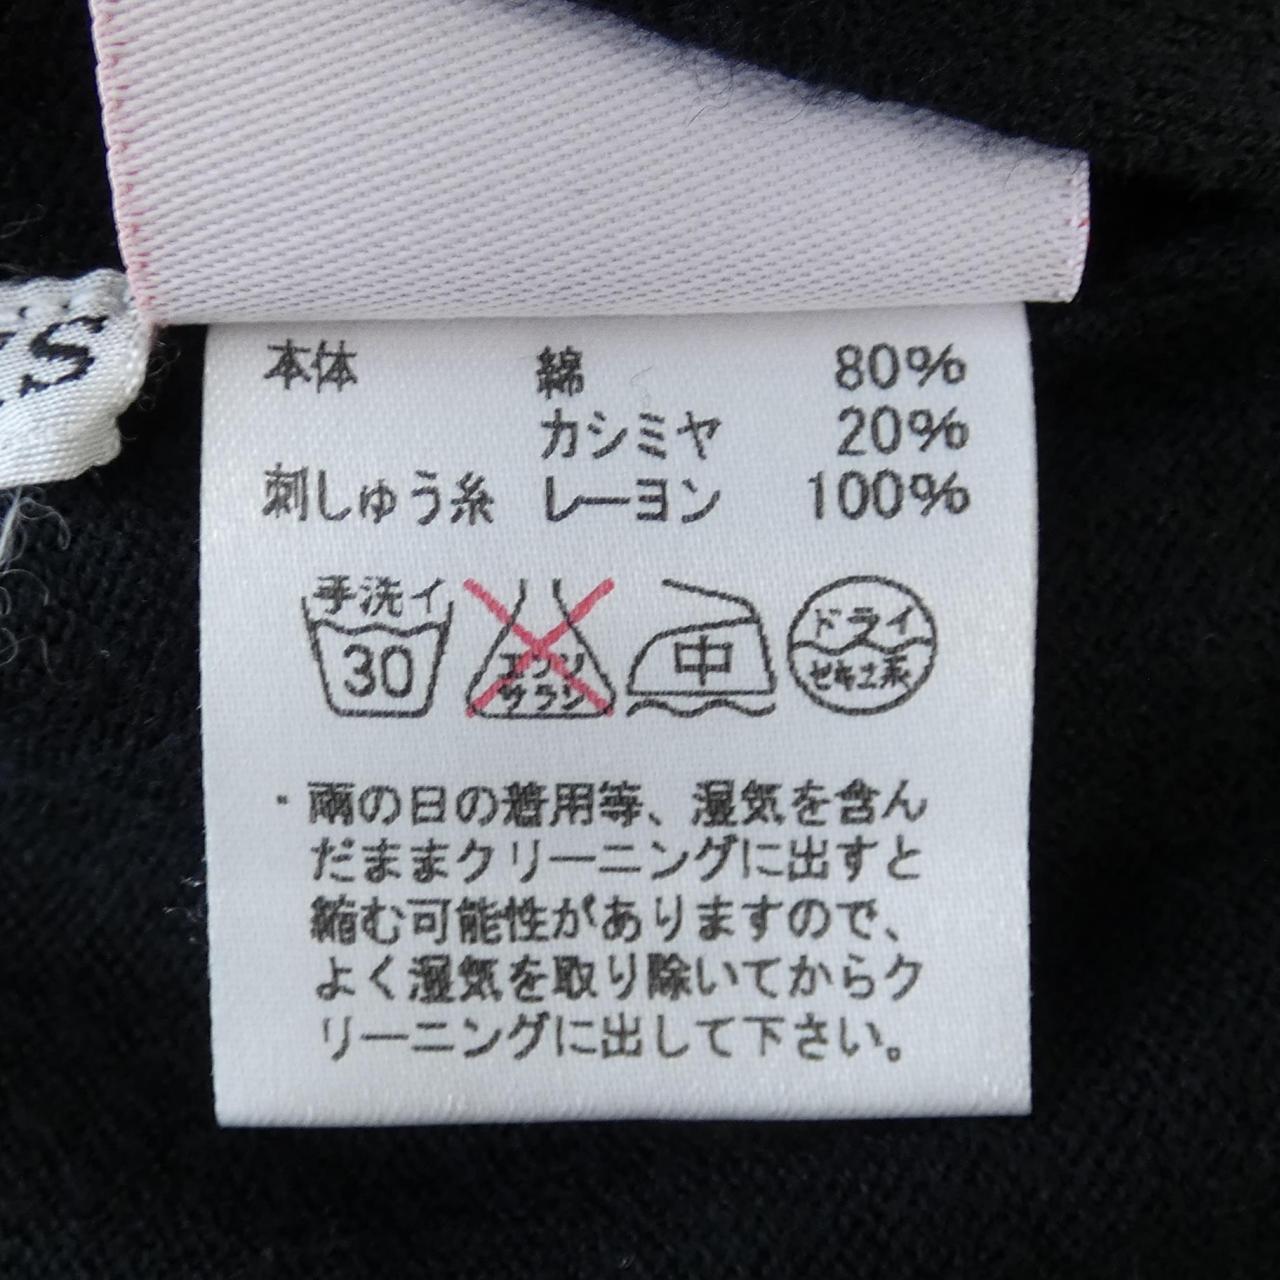 本体 綿 80%
カシミヤ 20%
刺しゅう糸 レーヨン 100%
手洗イ
30
エンソ
サラシ
中
ドライ
セキユ系
・雨の日の着用等、湿気を含ん
だままクリーニングに出すと
縮む可能性がありますので、
よく湿気を取り除いてからク
リーニングに出して下さい。